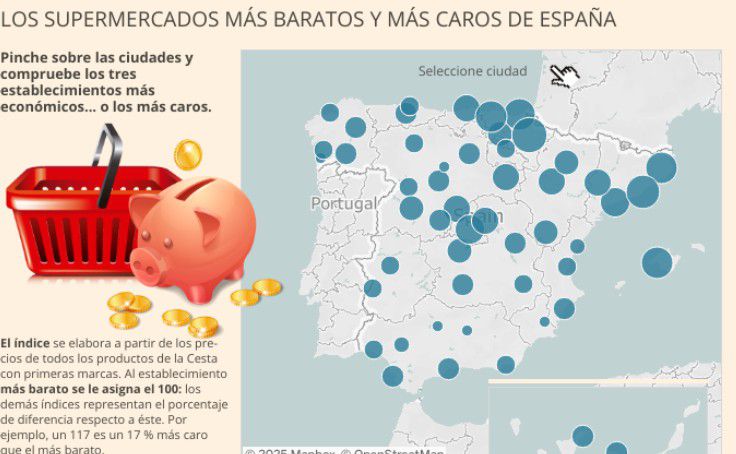 LOS SUPERMERCADOS MÁS BARATOS Y MÁS CAROS DE ESPAÑA
Pinche sobre las ciudades y
compruebe los tres
establecimientos más
económicos... o los más caros.
Seleccione ciudad
Portugal
Spain
El índice se elabora a partir de los pre-
cios de todos los productos de la Cesta
con primeras marcas. Al establecimiento
más barato se le asigna el 100: los
demás índices representan el porcentaje
de diferencia respecto a éste. Por
ejemplo, un 117 es un 17 % más caro
que el más barato.
© 2025 Mapbox © OpenStreetMap